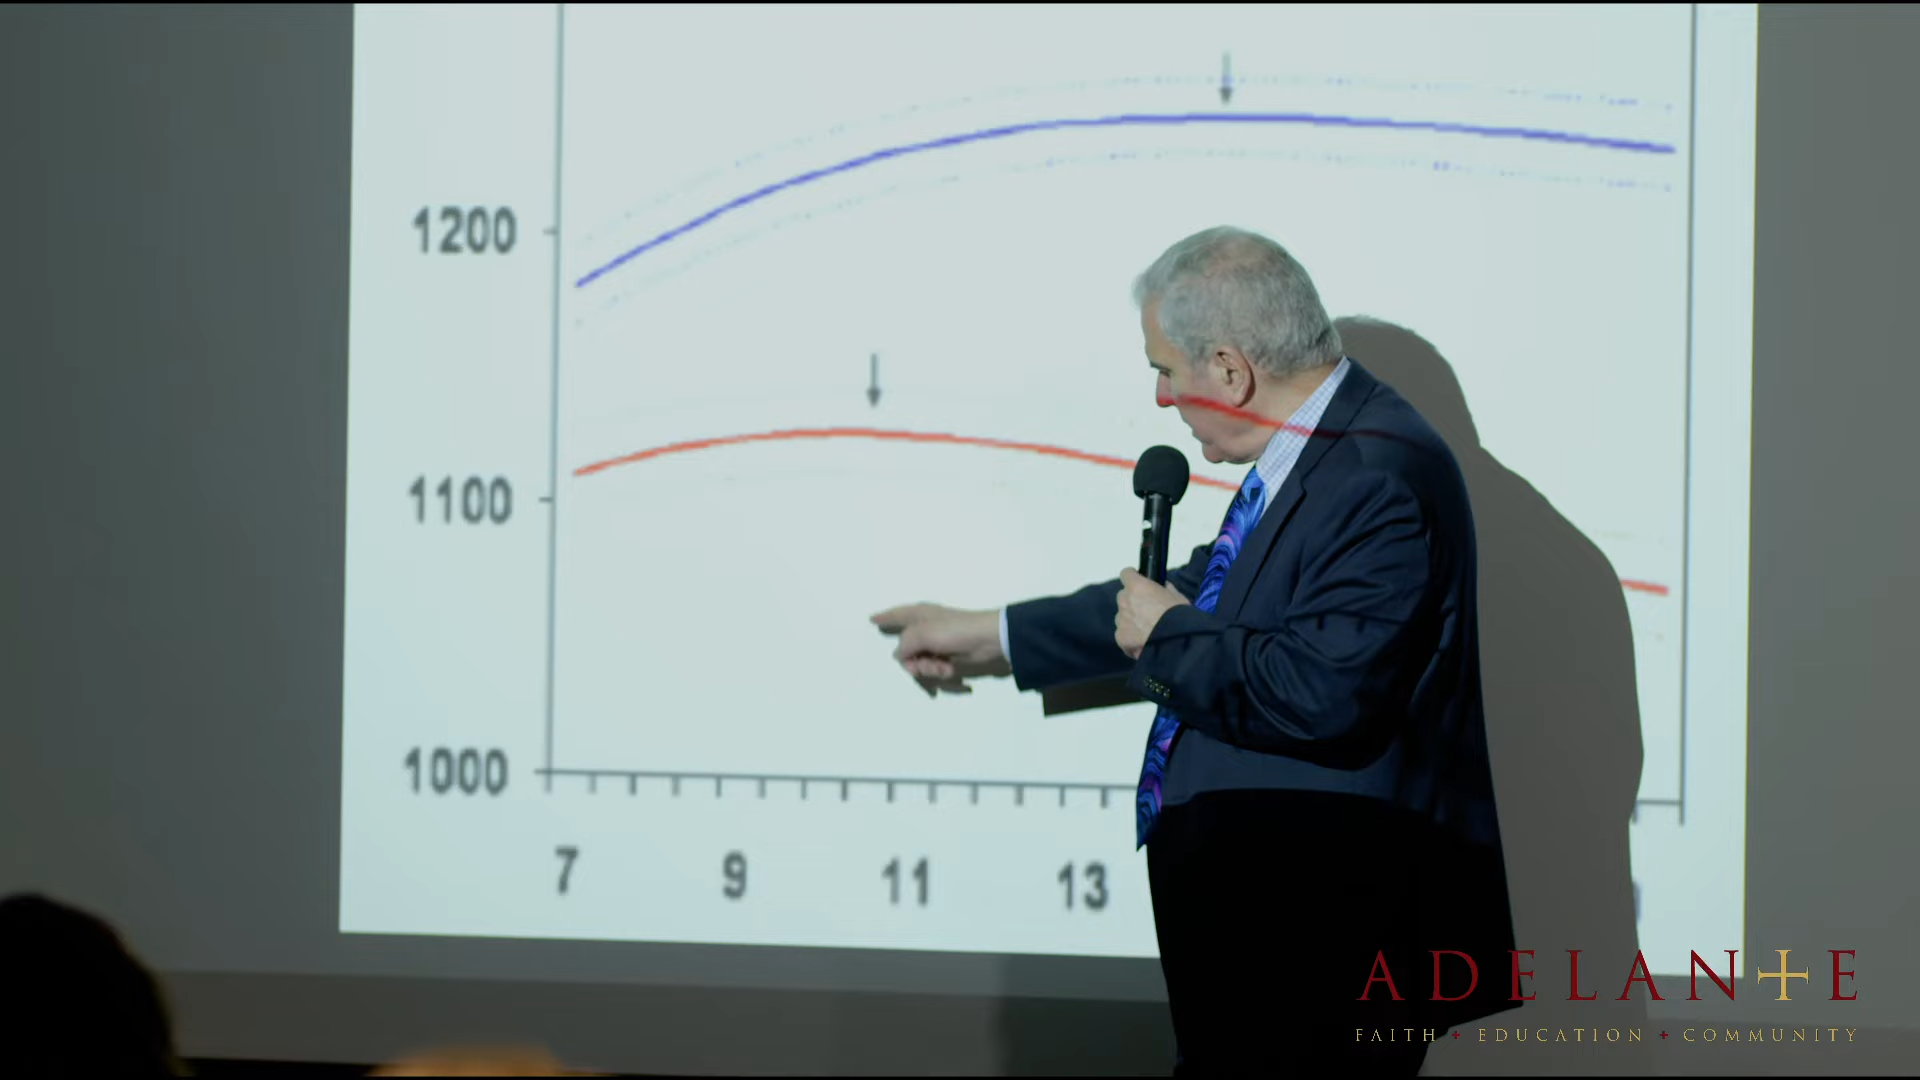 1200
1100
1000
7 9 11 13
ADELANTE
FAITH + EDUCATION + COMMUNITY